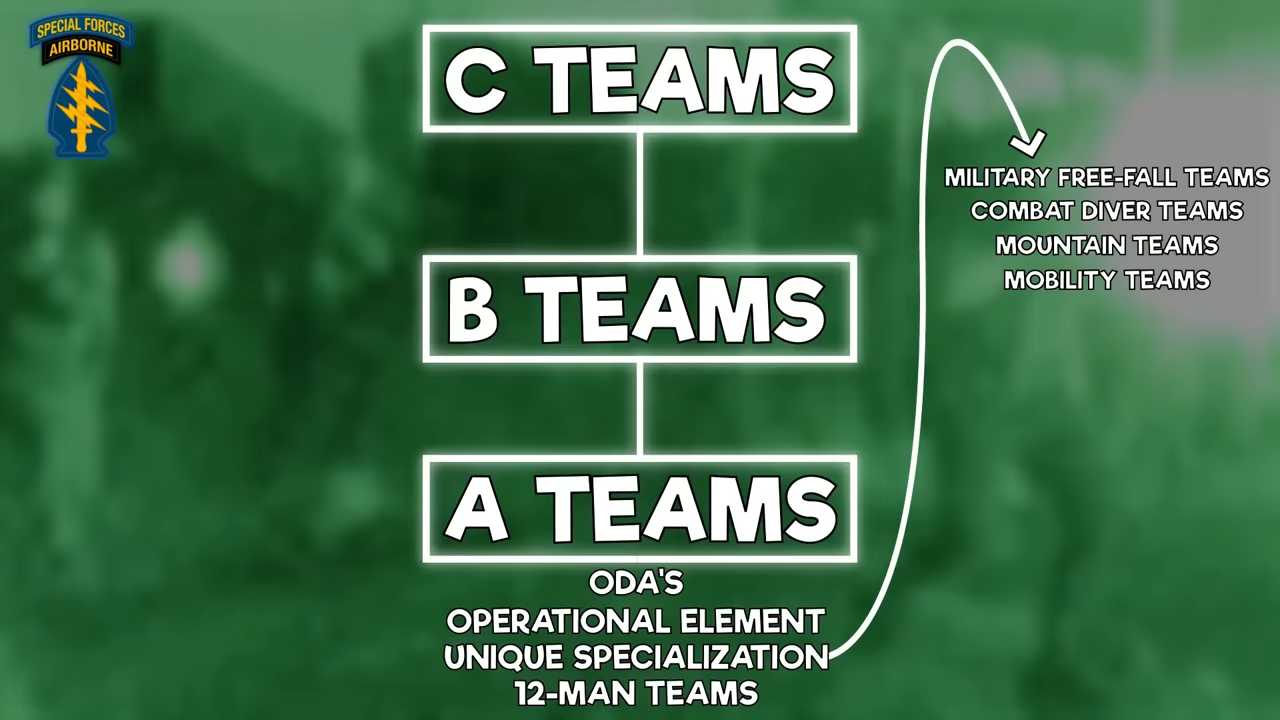 SPECIAL FORCES
AIRBORNE
C TEAMS
B TEAMS
A TEAMS
ODA'S
OPERATIONAL ELEMENT
UNIQUE SPECIALIZATION
12-MAN TEAMS
MILITARY FREE-FALL TEAMS
COMBAT DIVER TEAMS
MOUNTAIN TEAMS
MOBILITY TEAMS